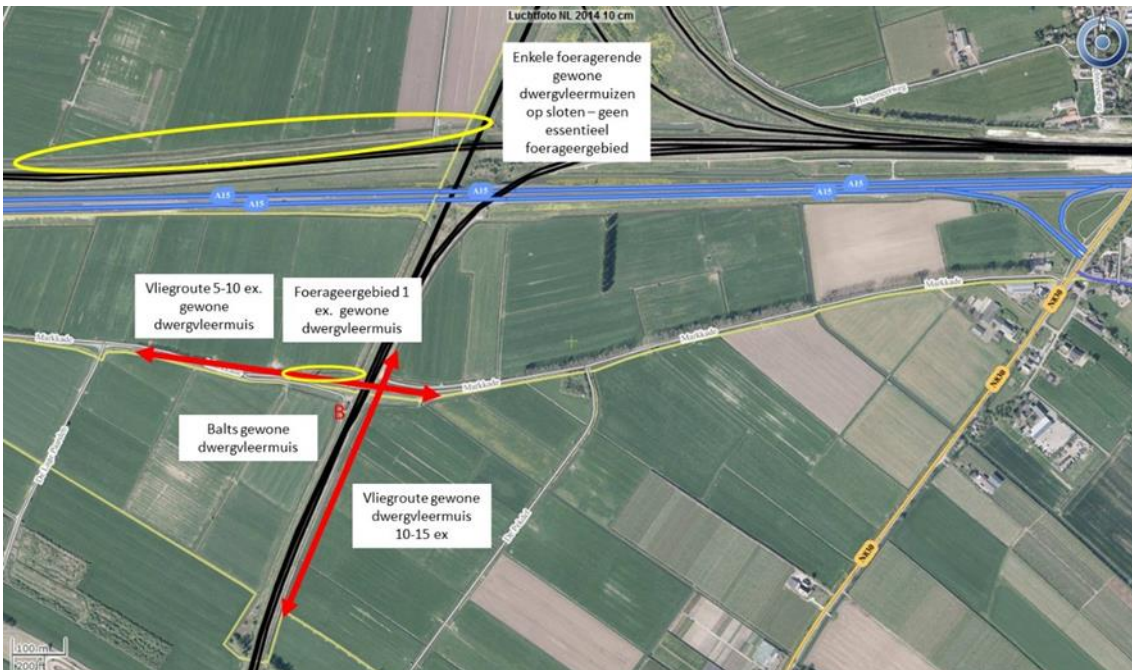 Luchtfoto NL 2014 10 cm
N
Enkele foeragerende
gewone
dwergvleermuizen
op sloten – geen
essentieel
foerageergebied
A15
A15
A15
A15
A15
Vliegroute 5-10 ex.
gewone
dwergvleermuis
Foerageergebied 1
ex. gewone
dwergvleermuis
Markkade
Markkade
Markkade
N830
N830
N830
B
Balts gewone
dwergvleermuis
Vliegroute gewone
dwergvleermuis
10-15 ex
100 m
200 m